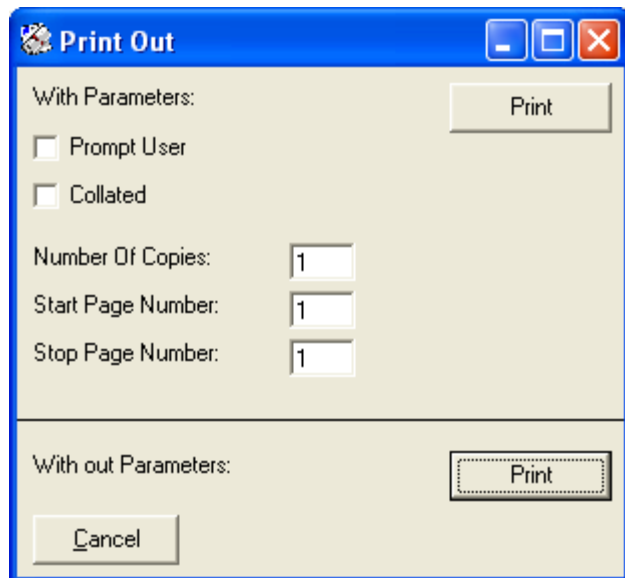 Print Out
With Parameters:
Print
Prompt User
Collated
Number Of Copies: 1
Start Page Number: 1
Stop Page Number: 1
With out Parameters:
Print
Cancel